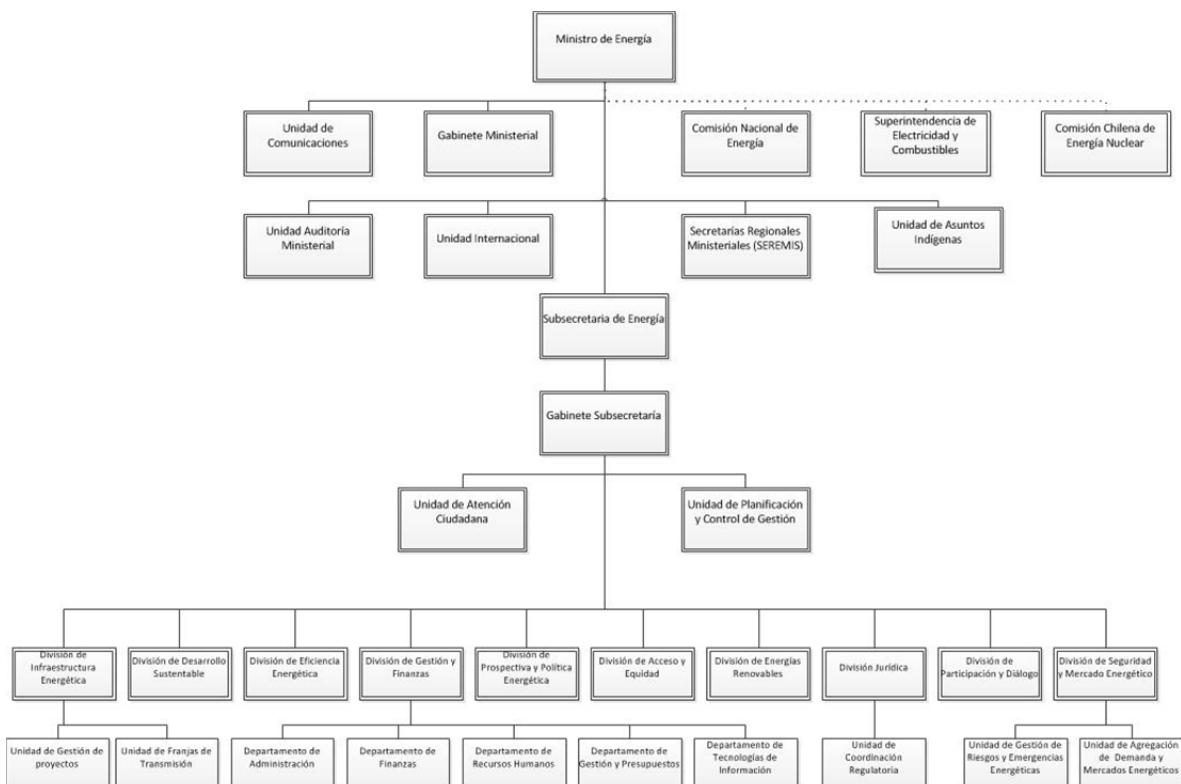 Ministro de Energía
Unidad de
Comunicaciones
Gabinete Ministerial
Comisión Nacional de
Energía
Superintendencia de
Electricidad y
Combustibles
Comisión Chilena de
Energía Nuclear
Unidad Auditoría
Ministerial
Unidad Internacional
Secretarías Regionales
Ministeriales (SEREMIS)
Unidad de Asuntos
Indígenas
Subsecretaria de Energía
Gabinete Subsecretaría
Unidad de Atención
Ciudadana
Unidad de Planificación
y Control de Gestión
División de
Infraestructura
Energética
División de Desarrollo
Sustentable
División de Eficiencia
Energética
División de Gestión y
Finanzas
División de
Prospectiva y Política
Energética
División de Acceso y
Equidad
División de Energías
Renovables
División Jurídica
División de
Participación y Diálogo
División de Seguridad
y Mercado Energético
Unidad de Gestión de
proyectos
Unidad de Franjas de
Transmisión
Departamento de
Administración
Departamento de
Finanzas
Departamento de
Recursos Humanos
Departamento de
Gestión y Presupuestos
Departamento de
Tecnologías de
Información
Unidad de
Coordinación
Regulatoria
Unidad de Gestión de
Riesgos y Emergencias
Energéticas
Unidad de Agregación
de Demanda y
Mercados Energéticos